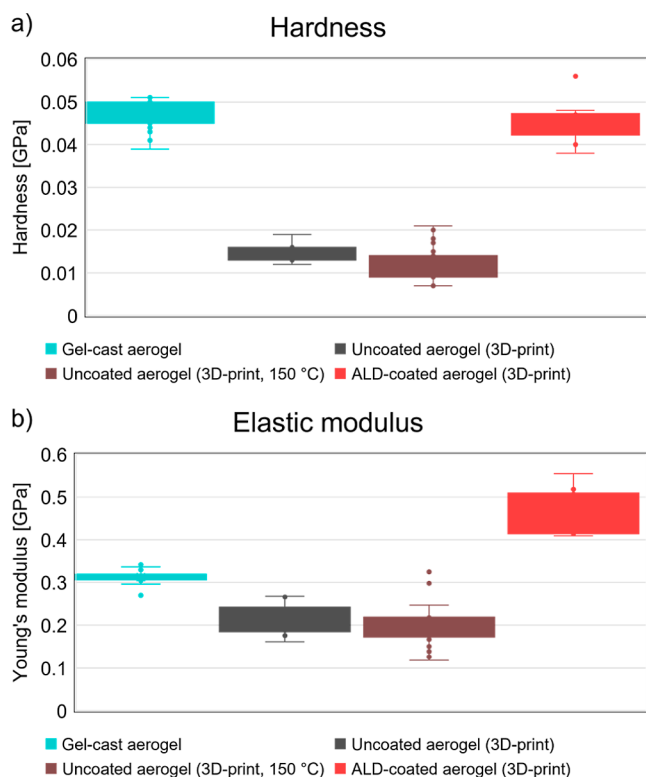 a)
Hardness
Hardness [GPa]
0.06
0.05
0.04
0.03
0.02
0.01
0
Gel-cast aerogel
Uncoated aerogel (3D-print)
Uncoated aerogel (3D-print, 150 °C)
ALD-coated aerogel (3D-print)
b)
Elastic modulus
Young's modulus [GPa]
0.6
0.5
0.4
0.3
0.2
0.1
0
Gel-cast aerogel
Uncoated aerogel (3D-print)
Uncoated aerogel (3D-print, 150 °C)
ALD-coated aerogel (3D-print)